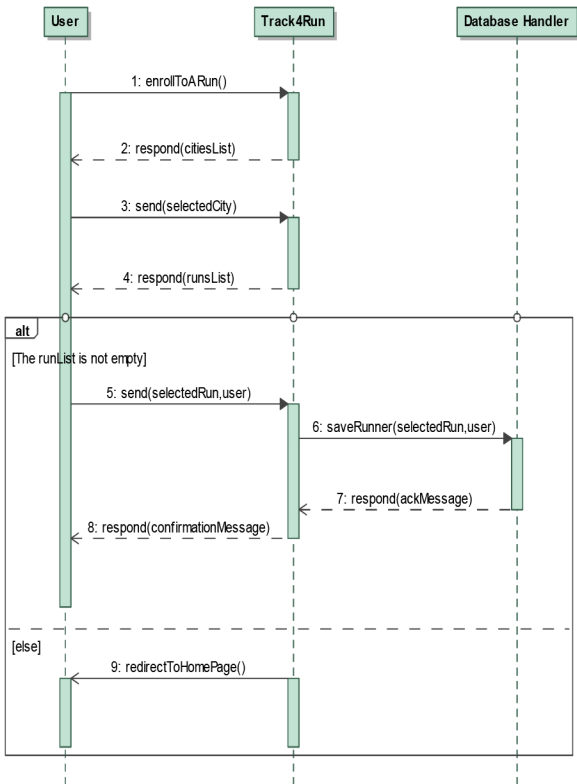 User
Track4Run
Database Handler
1: enrollToARun()
2: respond(citiesList)
3: send(selectedCity)
4: respond(runsList)
alt
[The runList is not empty]
5: send(selectedRun,user)
6: saveRunner(selectedRun,user)
7: respond(ackMessage)
8: respond(confirmationMessage)
[else]
9: redirectToHomePage()